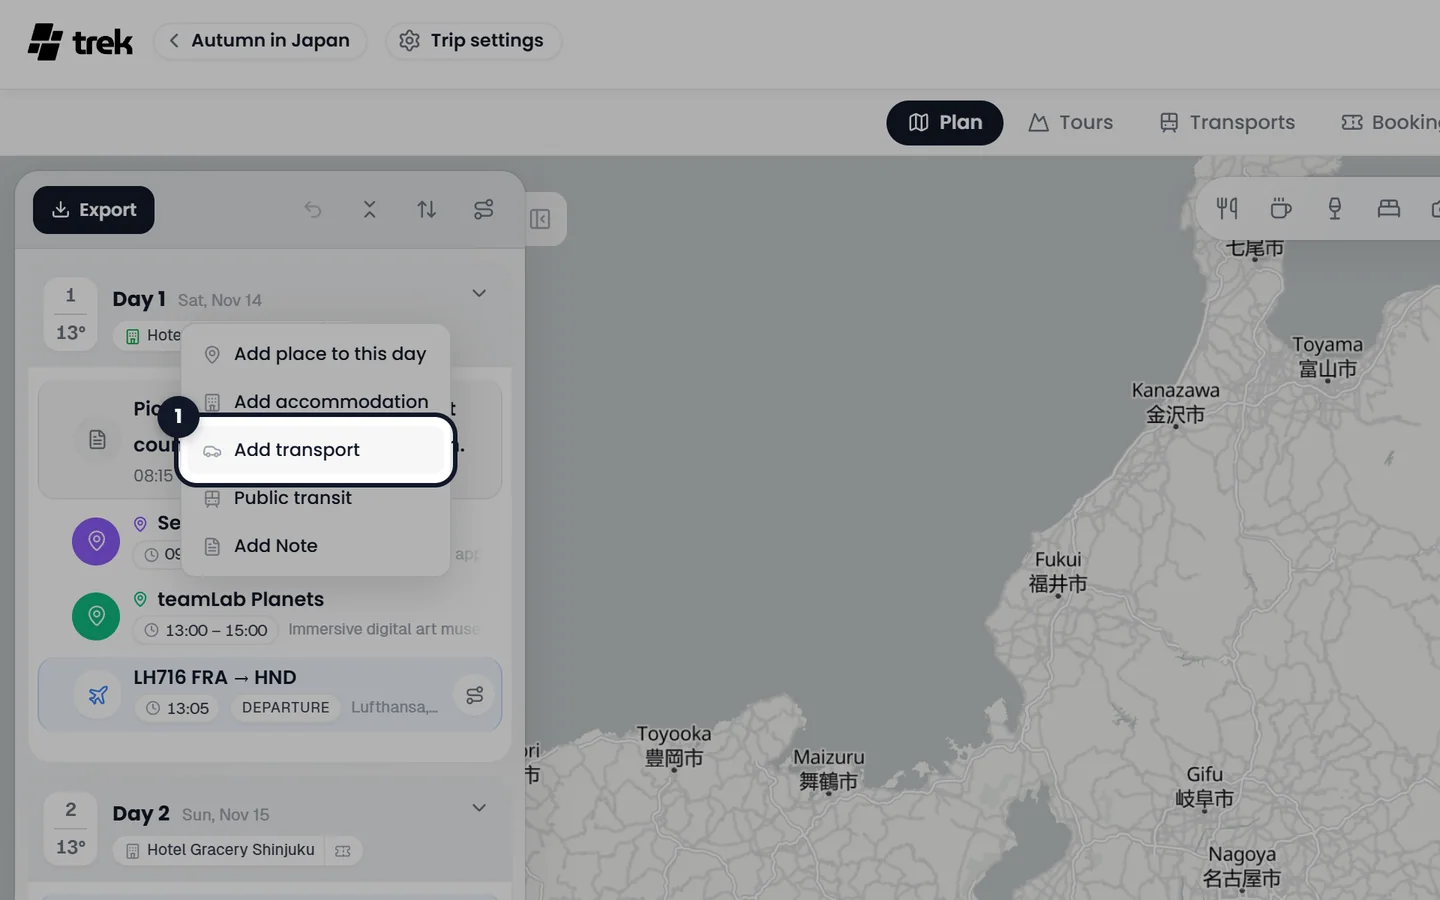 trek
Autumn in Japan
Trip settings
Plan
Tours
Transports
Export
1
13°
Day 1 Sat, Nov 14
Add place to this day
Add accommodation
1
Add transport
08:15
Public transit
Add Note
teamLab Planets
13:00 – 15:00 Immersive digital art
LH716 FRA → HND
13:05 DEPARTURE Lufthansa,...
2
13°
Day 2 Sun, Nov 15
Hotel Gracery Shinjuku
七尾市
Toyama
富山市
Kanazawa
金沢市
Fukui
福井市
Toyooka
豊岡市
Maizuru
舞鶴市
Gifu
岐阜市
Nagoya
名古屋市